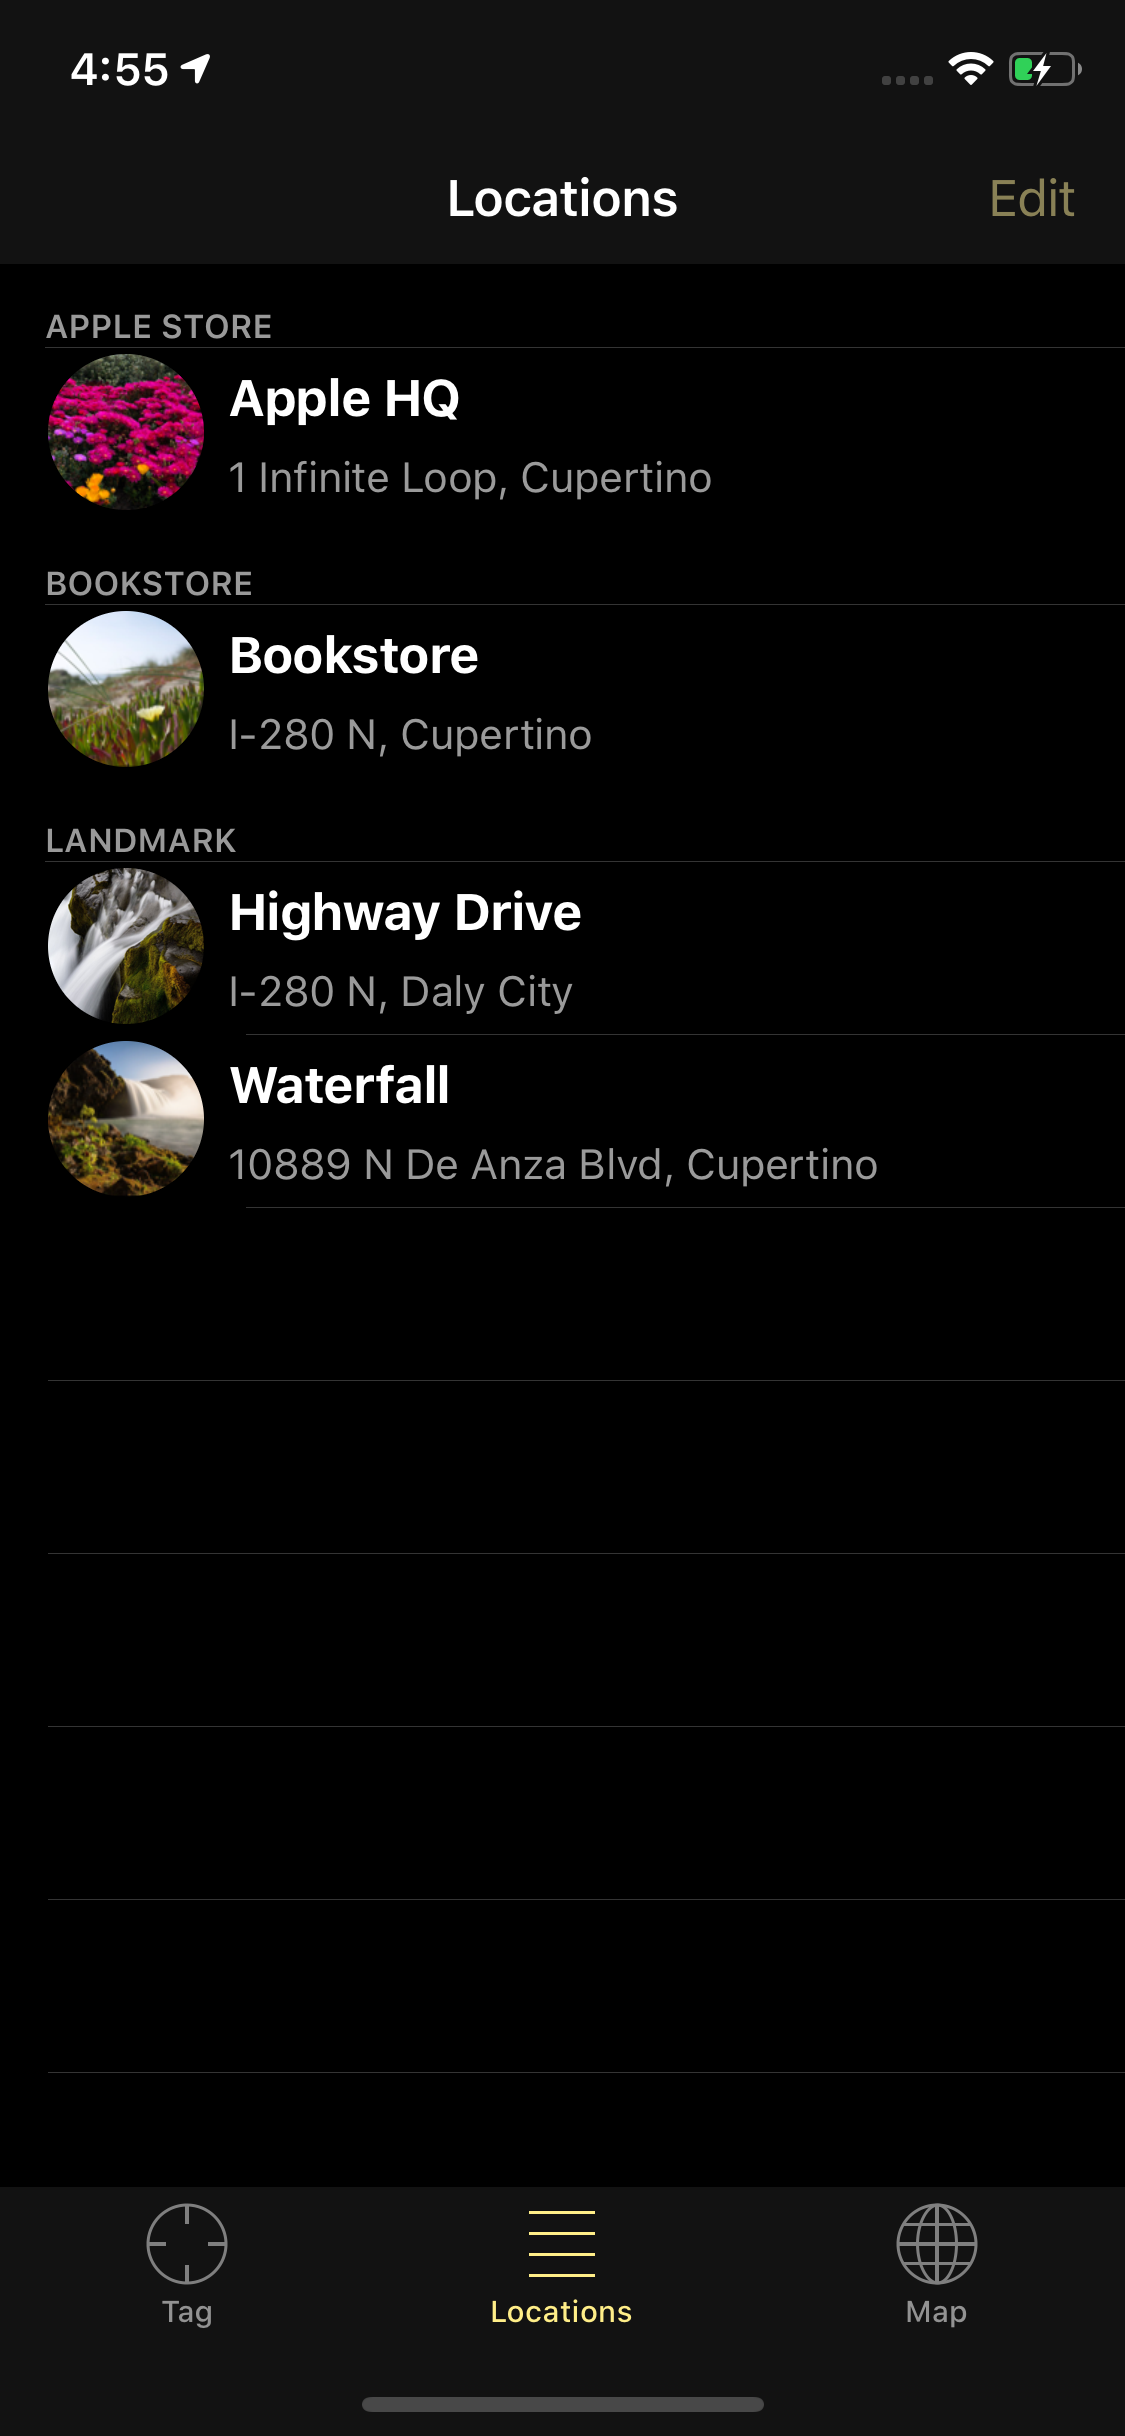 4:55
Locations
Edit
APPLE STORE
Apple HQ
1 Infinite Loop, Cupertino
BOOKSTORE
Bookstore
I-280 N, Cupertino
LANDMARK
Highway Drive
I-280 N, Daly City
Waterfall
10889 N De Anza Blvd, Cupertino
Tag
Locations
Map